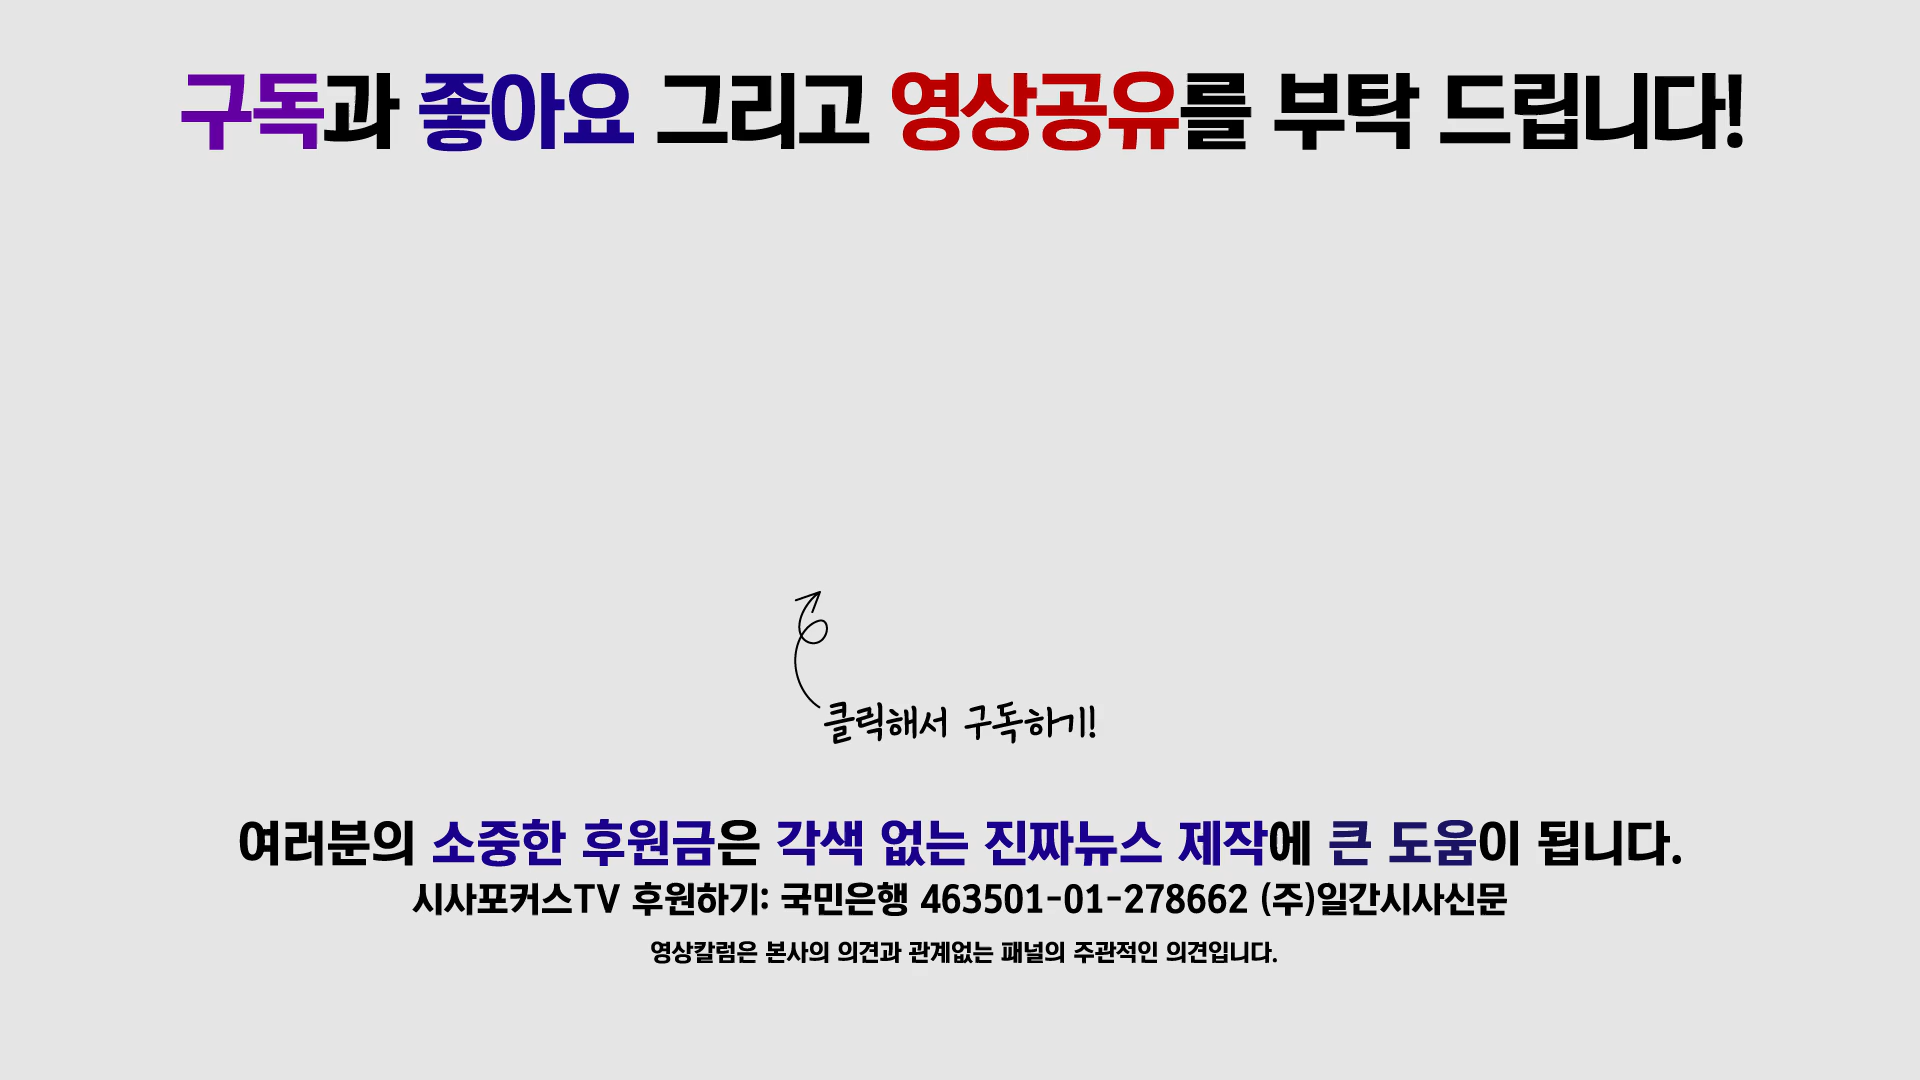 구독과 좋아요 그리고 영상공유를 부탁 드립니다!
클릭해서 구독하기!
여러분의 소중한 후원금은 각색 없는 진짜뉴스 제작에 큰 도움이 됩니다.
시사포커스TV 후원하기: 국민은행 463501-01-278662 (주)일간시사신문
영상칼럼은 본사의 의견과 관계없는 패널의 주관적인 의견입니다.